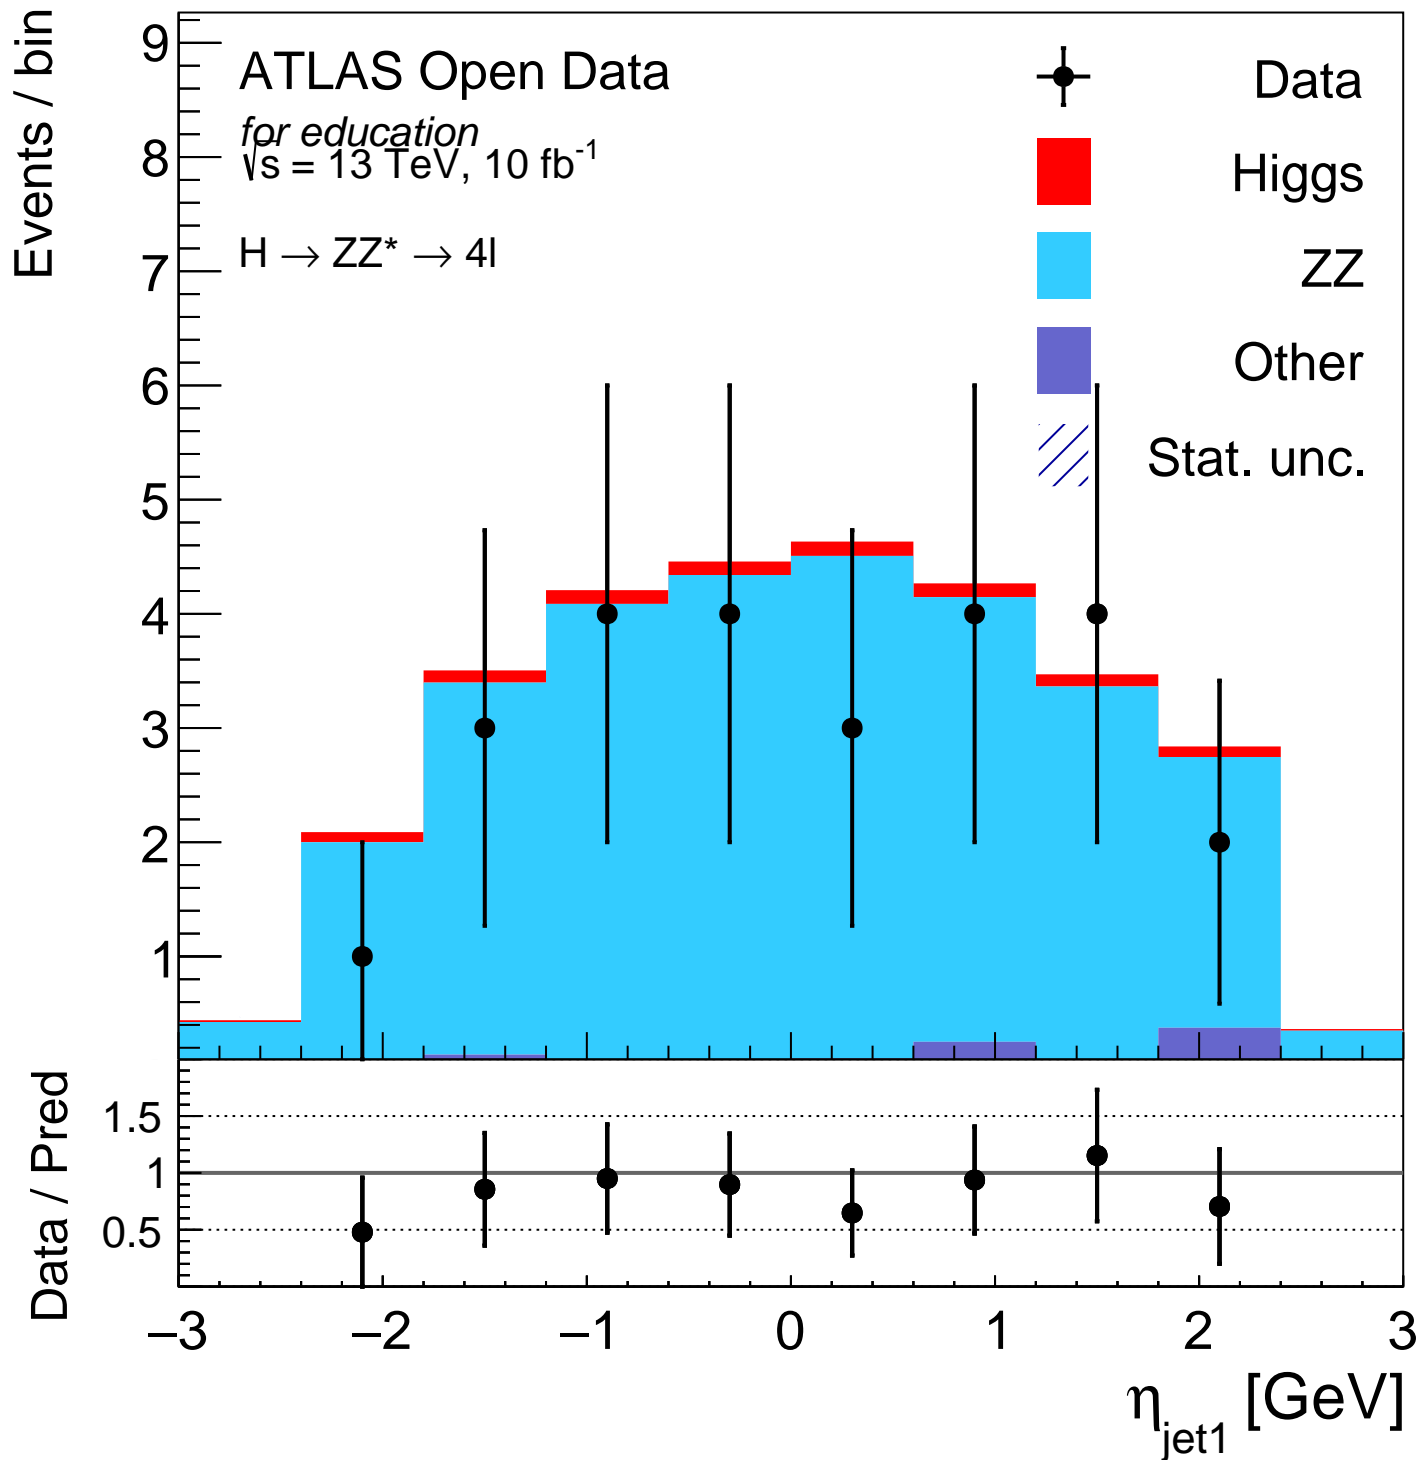 Events / bin
9
8
7
6
5
4
3
2
1
ATLAS Open Data
for education
√s = 13 TeV, 10 fb⁻¹
H → ZZ* → 4l
Data
Higgs
ZZ
Other
Stat. unc.
Data / Pred
1.5
1
0.5
–3 –2 –1 0 1 2 3
η_jet1 [GeV]